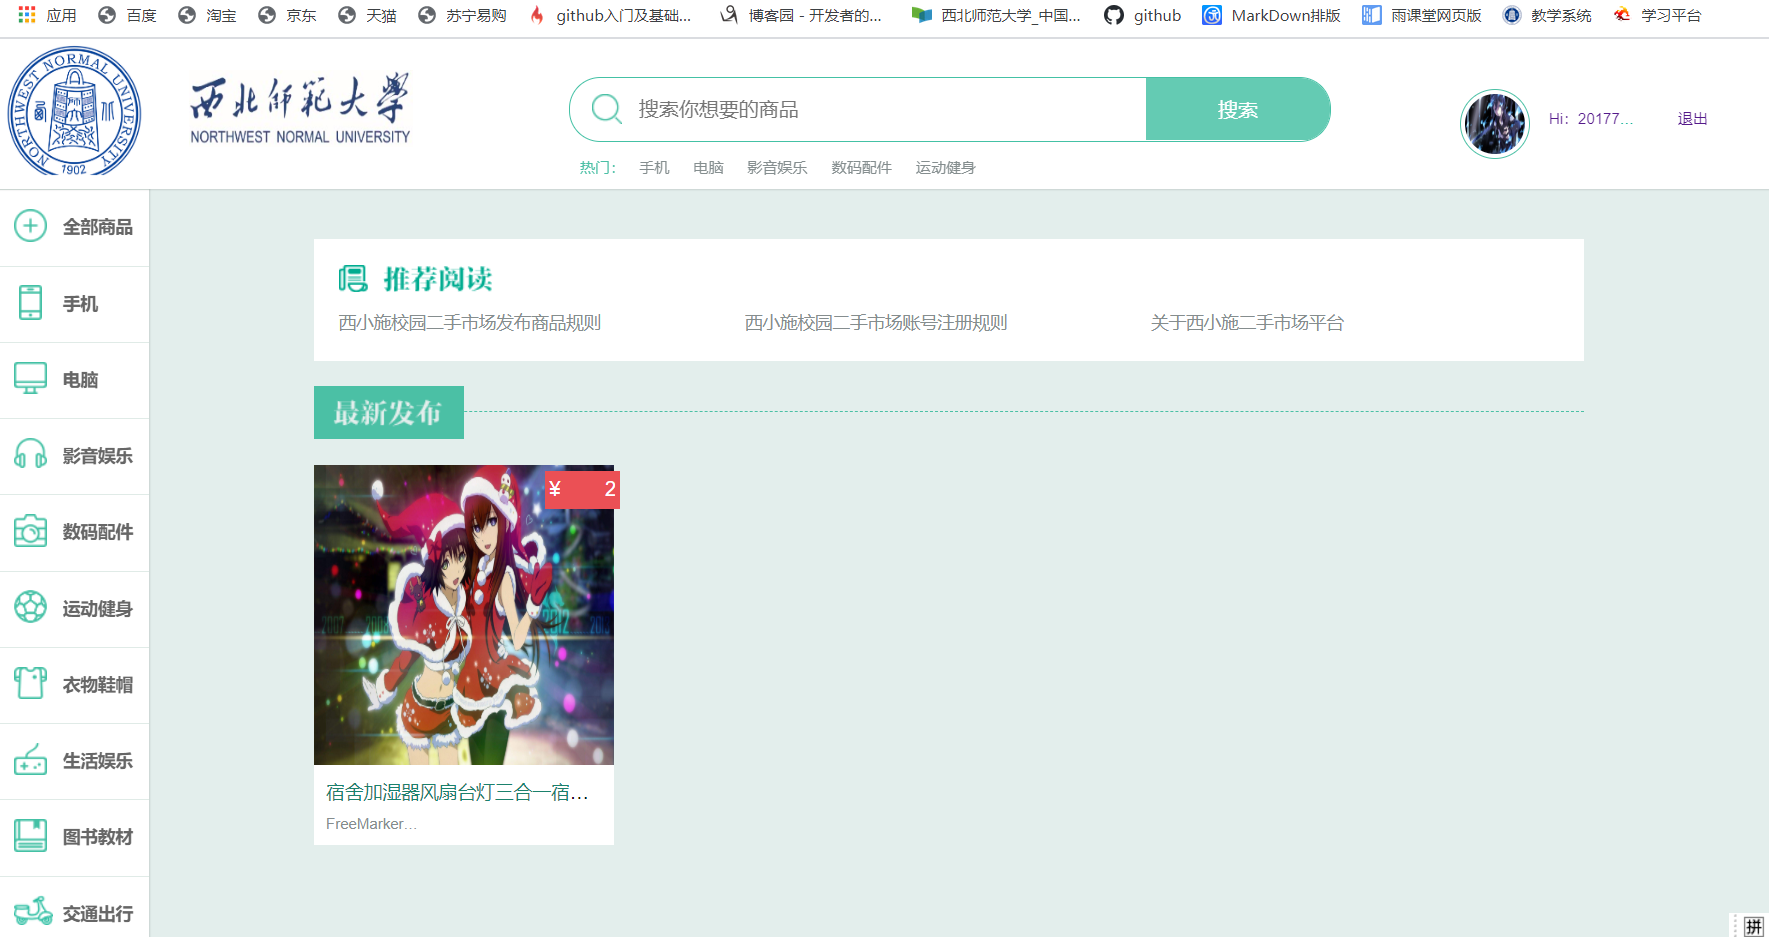 应用 百度 淘宝 京东 天猫 苏宁易购 github入门及基础... 博客园 - 开发者的... 西北师范大学_中国... github MarkDown排版 雨课堂网页版 教学系统 学习平台
NORTHWEST NORMAL UNIVERSITY
1902
西北师范大学
NORTHWEST NORMAL UNIVERSITY
搜索你想要的商品
搜索
Hi: 20177...
退出
热门： 手机 电脑 影音娱乐 数码配件 运动健身
全部商品
手机
电脑
影音娱乐
数码配件
运动健身
衣物鞋帽
生活娱乐
图书教材
交通出行
推荐阅读
西小施校园二手市场发布商品规则
西小施校园二手市场账号注册规则
关于西小施二手市场平台
最新发布
¥ 2
宿舍加湿器风扇台灯三合一宿...
FreeMarker...
拼